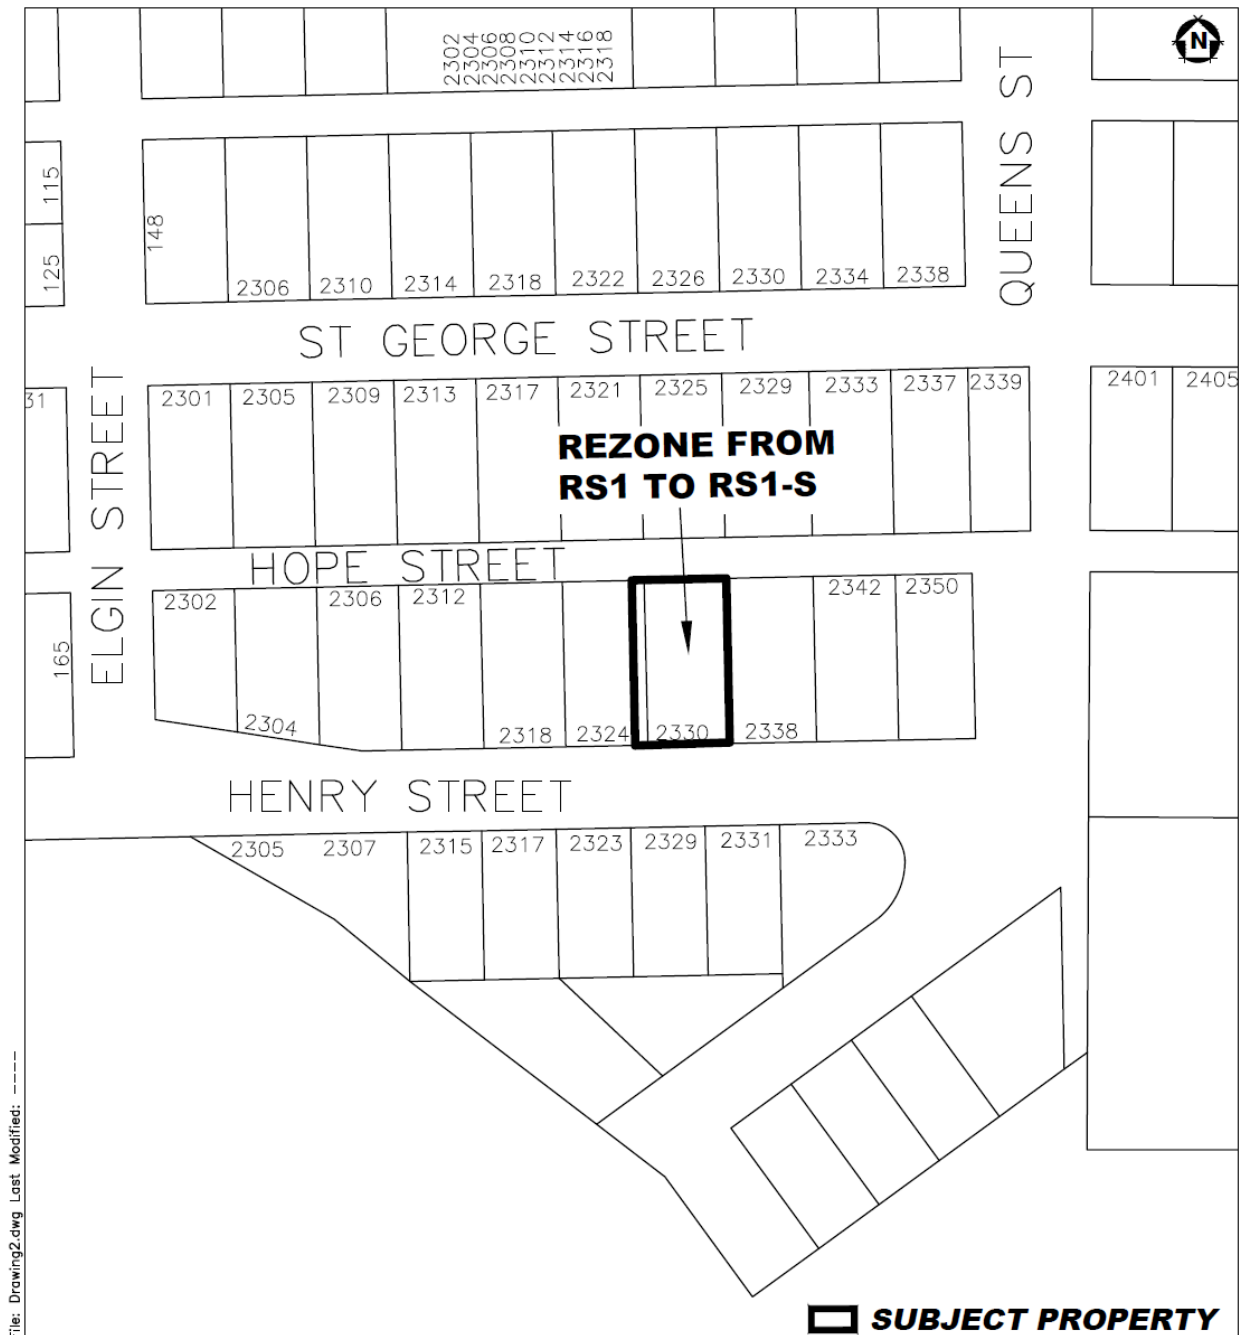 2302
2304
2306
2308
2310
2312
2314
2316
2318
N
QUEENS ST
115
125
148
2306 2310 2314 2318 2322 2326 2330 2334 2338
ST GEORGE STREET
31
2301 2305 2309 2313 2317 2321 2325 2329 2333 2337 2339
2401 2405
REZONE FROM
RS1 TO RS1-S
ELGIN STREET
HOPE STREET
2302 2306 2312 2342 2350
165
2304 2318 2324 2330 2338
HENRY STREET
2305 2307 2315 2317 2323 2329 2331 2333
ile: Drawing2.dwg Last Modified: ----
SUBJECT PROPERTY